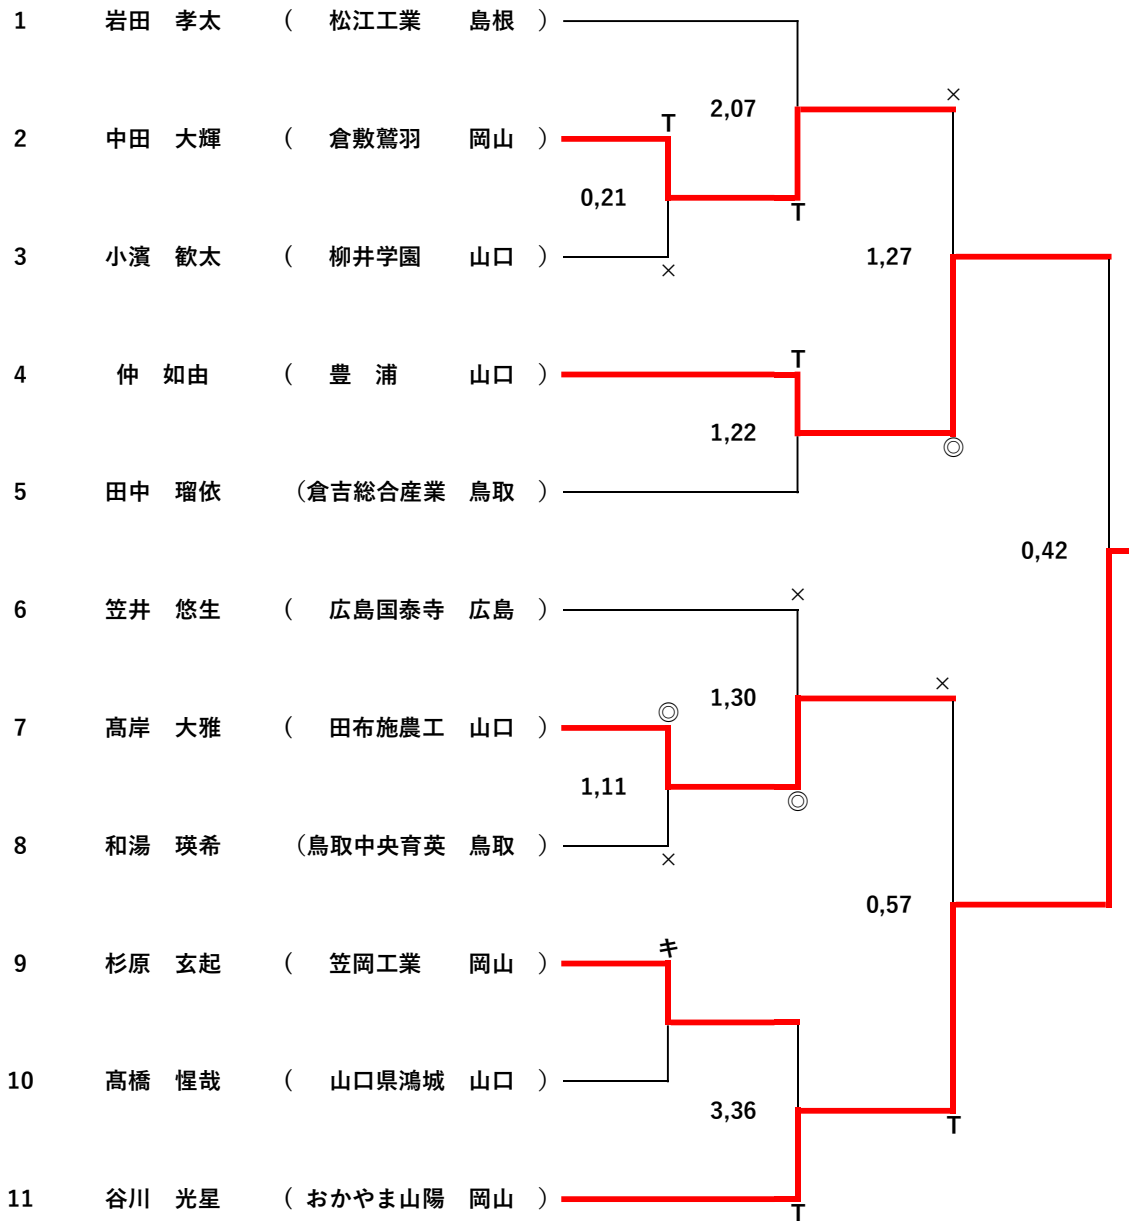 1 岩田 孝太 ( 松江工業 島根 )
×
2,07
T
2 中田 大輝 ( 倉敷鷲羽 岡山 )
0,21
T
3 小濱 歓太 ( 柳井学園 山口 )
1,27
×
T
4 仲 如由 ( 豊 浦 山口 )
1,22
◎
5 田中 瑠依 (倉吉総合産業 鳥取 )
0,42
×
6 笠井 悠生 ( 広島国泰寺 広島 )
×
1,30
◎
7 髙岸 大雅 ( 田布施農工 山口 )
1,11
◎
8 和湯 瑛希 (鳥取中央育英 鳥取 )
×
0,57
キ
9 杉原 玄起 ( 笠岡工業 岡山 )
10 髙橋 惺哉 ( 山口県鴻城 山口 )
3,36
T
11 谷川 光星 ( おかやま山陽 岡山 )
T